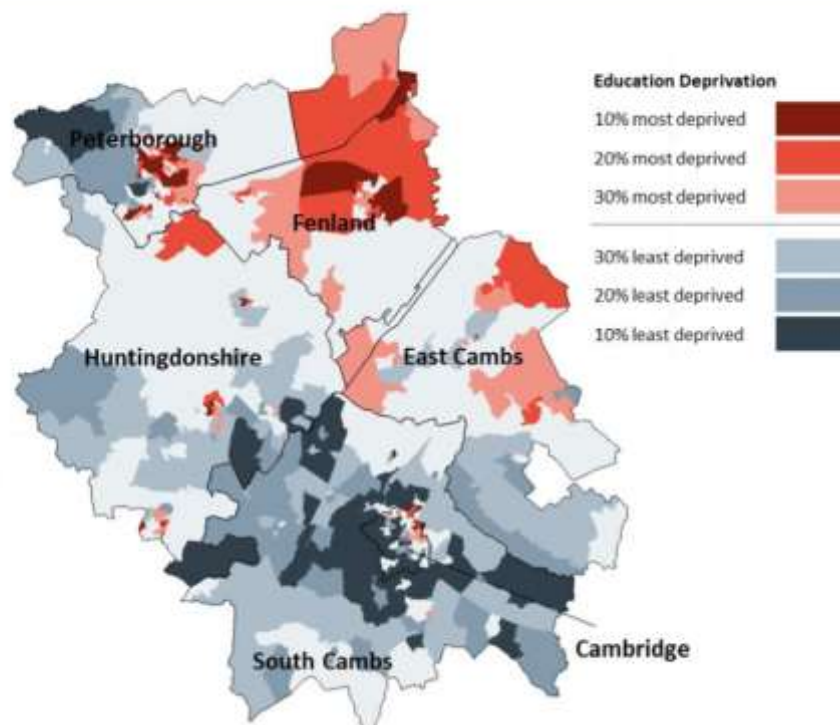 Education Deprivation
10% most deprived
20% most deprived
30% most deprived
30% least deprived
20% least deprived
10% least deprived
Peterborough
Fenland
Huntingdonshire
East Cambs
South Cambs
Cambridge